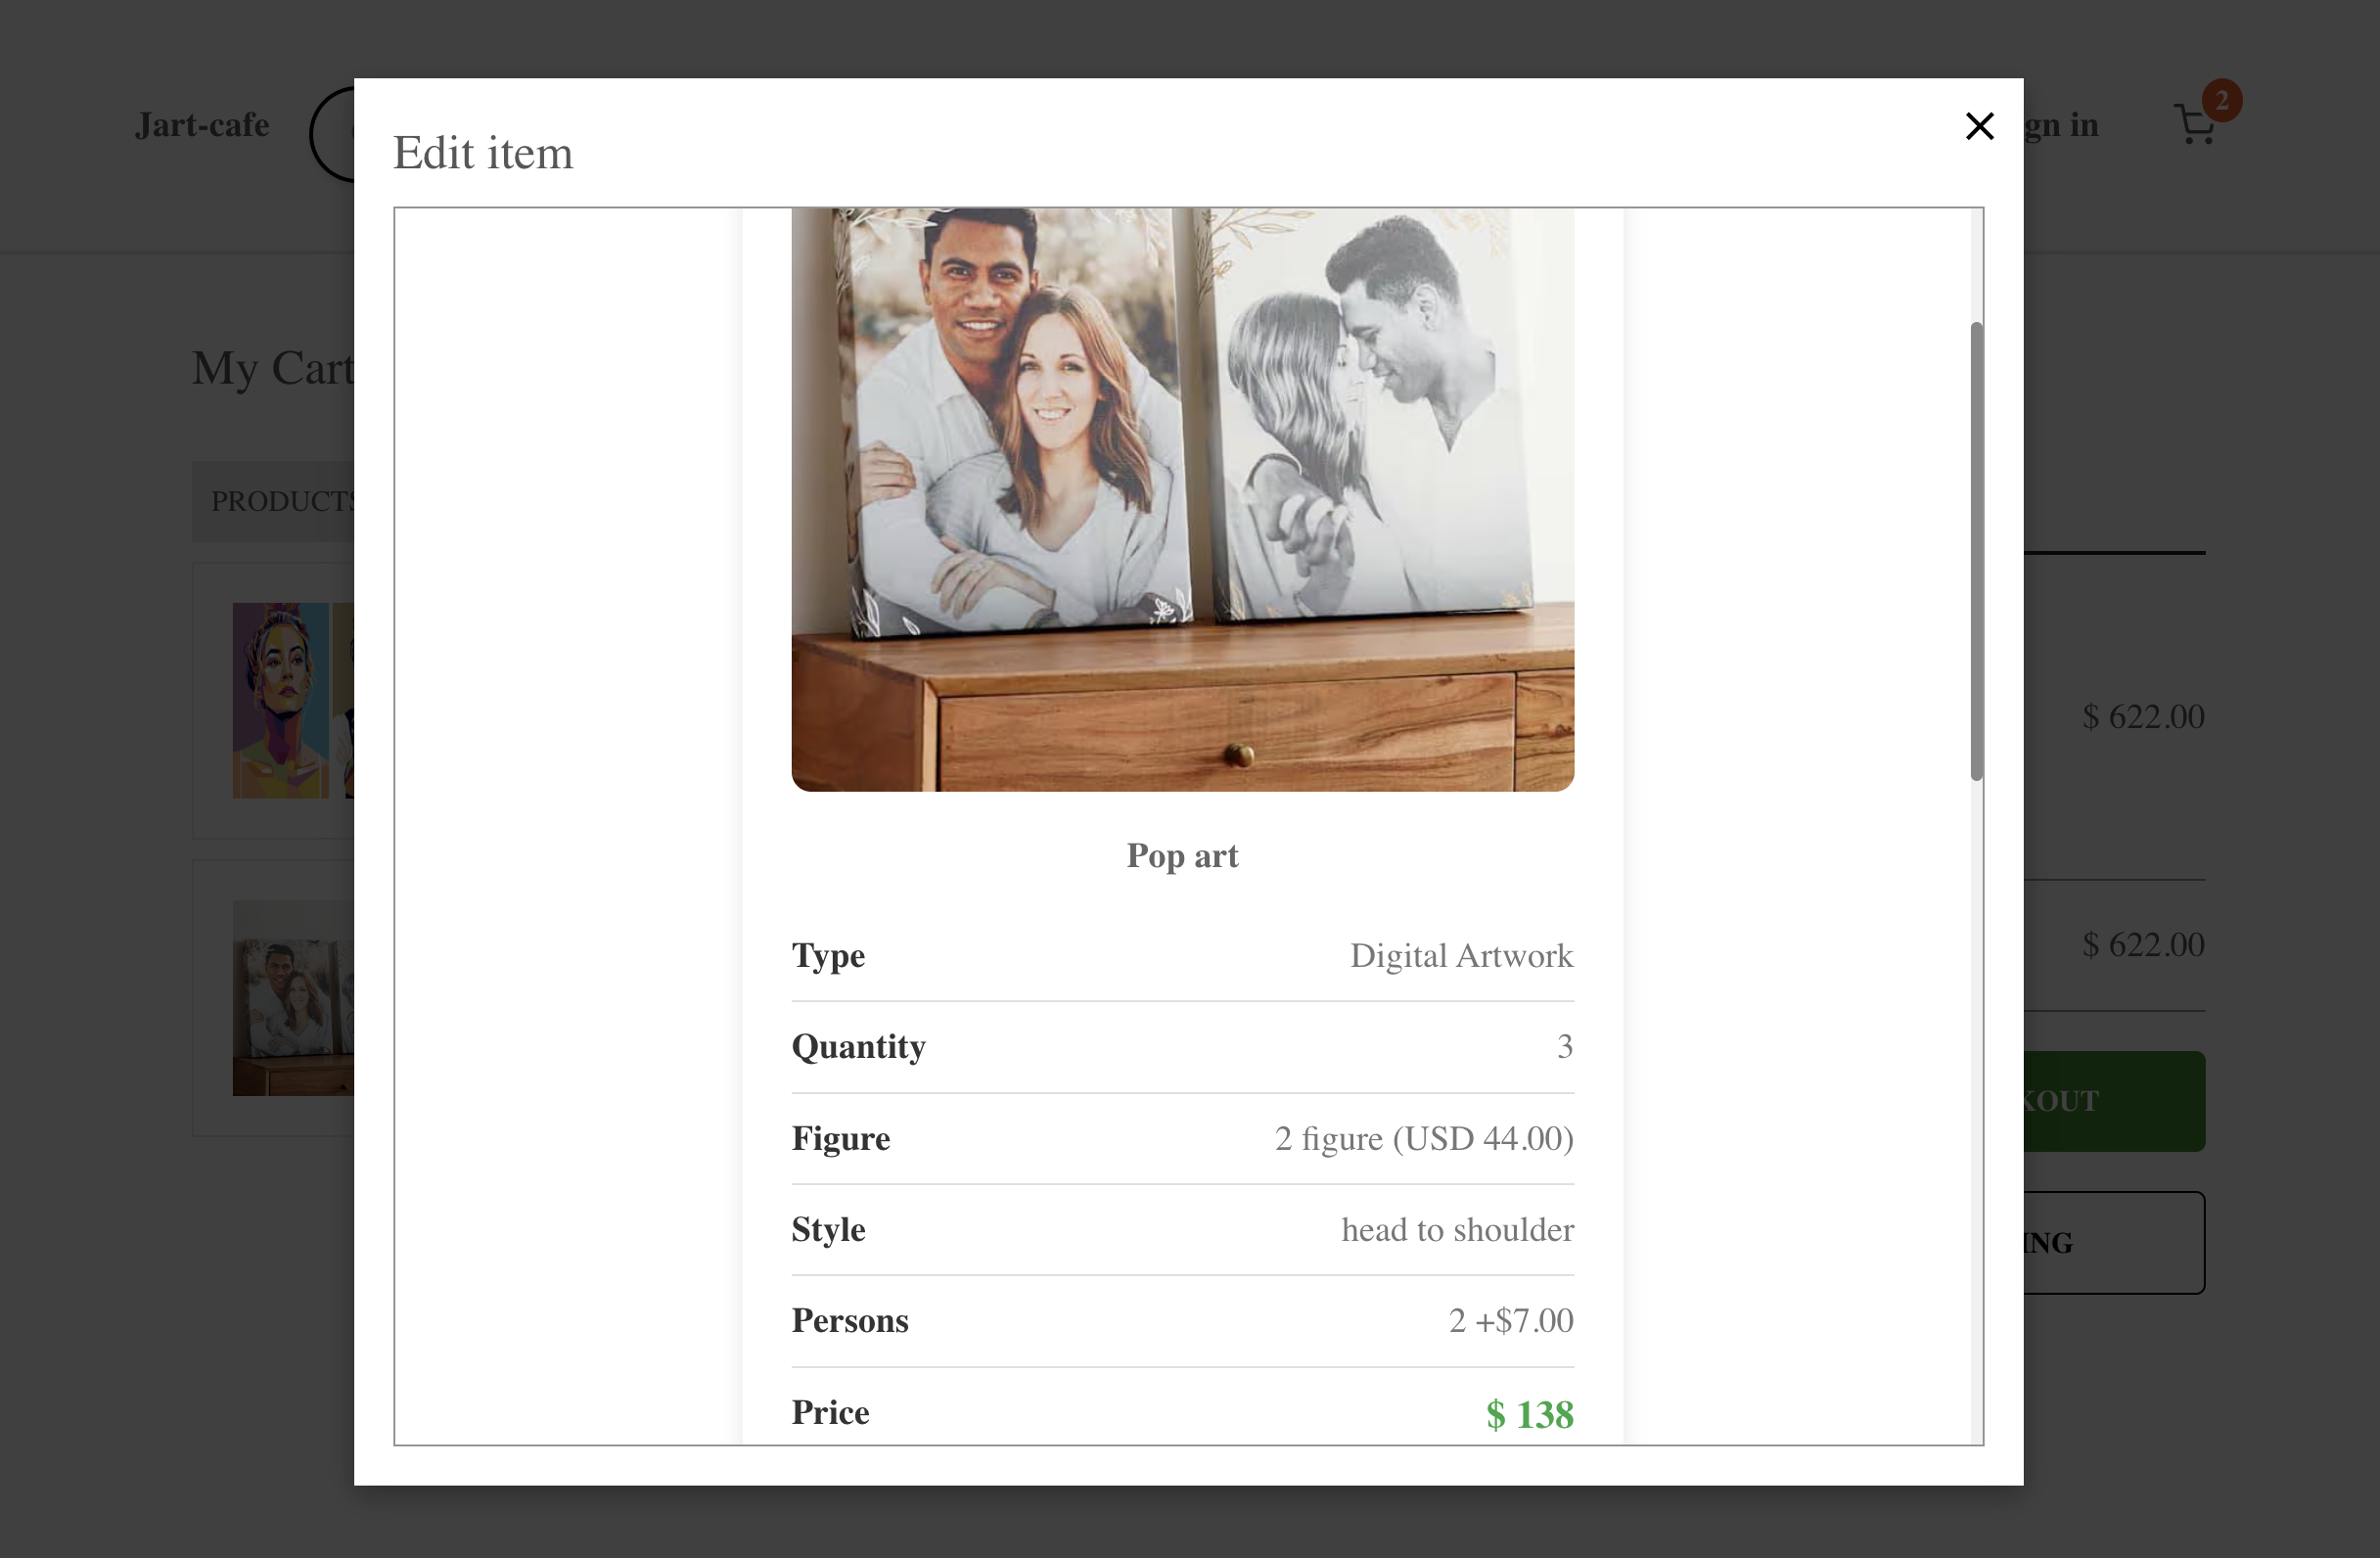 Jart-cafe
gn in
2
Edit item
My Cart
PRODUCTS
$ 622.00
$ 622.00
KOUT
ING
Pop art
Type Digital Artwork
Quantity 3
Figure 2 figure (USD 44.00)
Style head to shoulder
Persons 2 +$7.00
Price $ 138